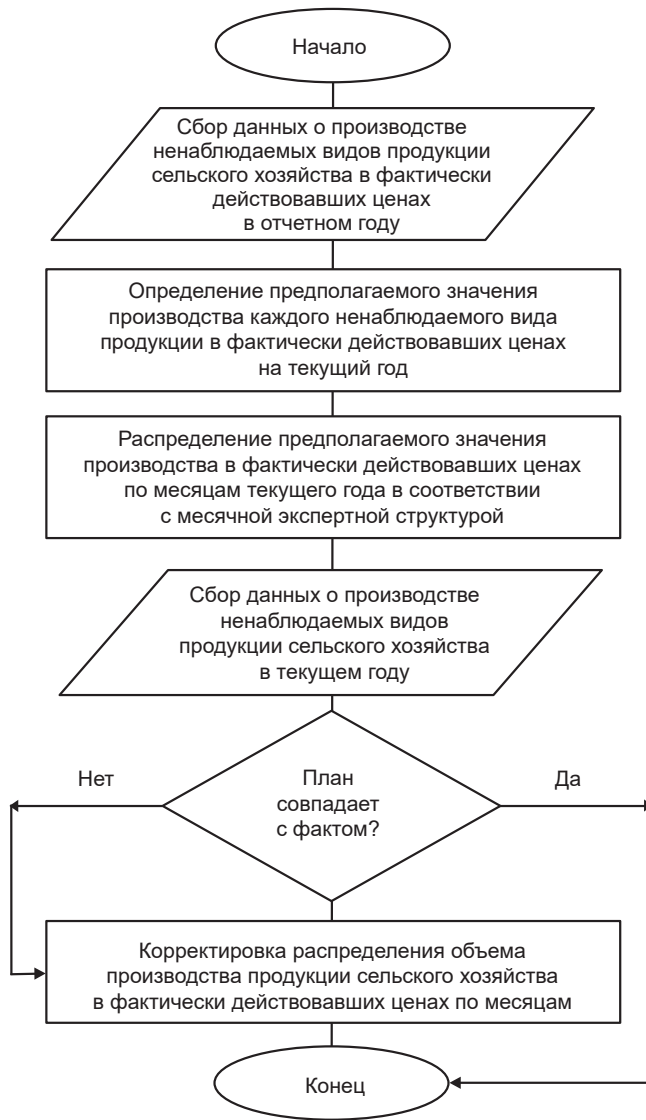 Начало
Сбор данных о производстве
ненаблюдаемых видов продукции
сельского хозяйства в фактически
действовавших ценах
в отчетном году
Определение предполагаемого значения
производства каждого ненаблюдаемого вида
продукции в фактически действовавших ценах
на текущий год
Распределение предполагаемого значения
производства в фактически действовавших ценах
по месяцам текущего года в соответствии
с месячной экспертной структурой
Сбор данных о производстве
ненаблюдаемых видов
продукции сельского хозяйства
в текущем году
Нет
План
совпадает
с фактом?
Да
Корректировка распределения объема
производства продукции сельского хозяйства
в фактически действовавших ценах по месяцам
Конец